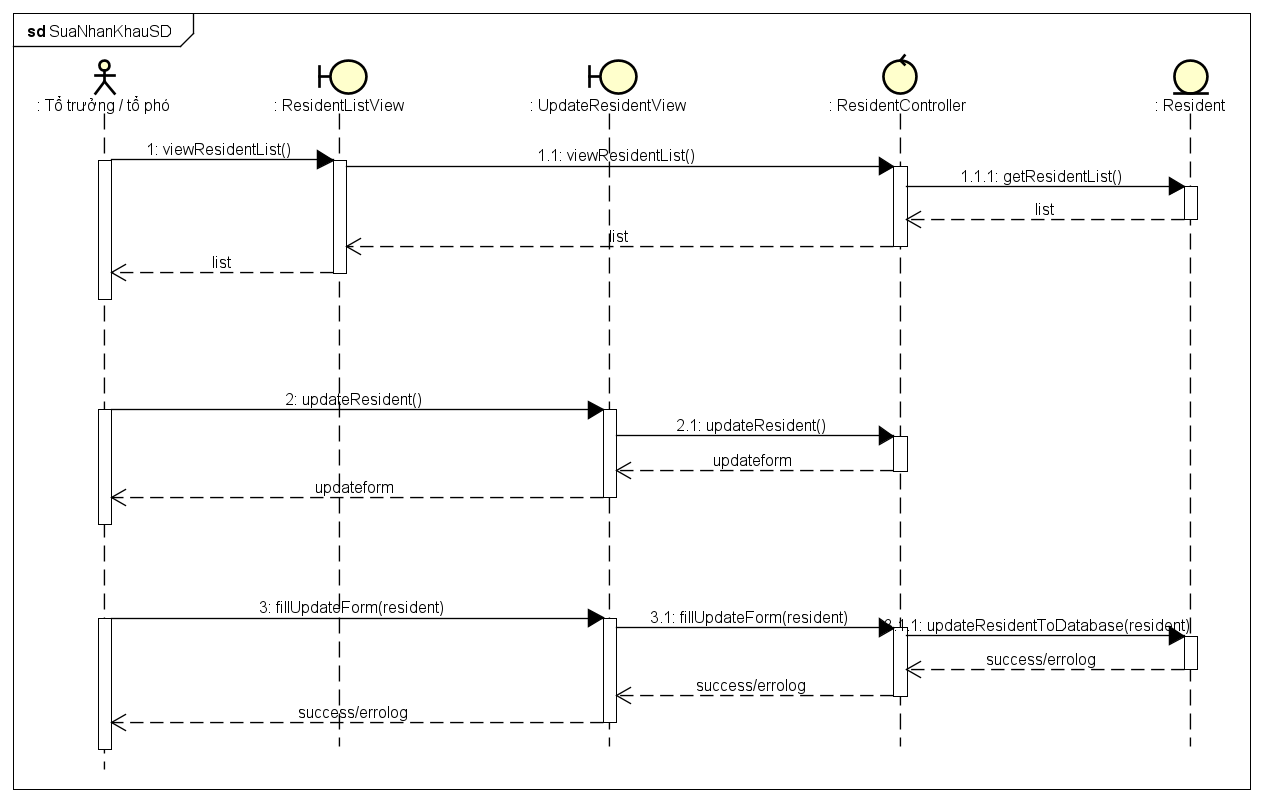 sd SuaNhanKhauSD
: Tổ trưởng / tổ phó
: ResidentListView
: UpdateResidentView
: ResidentController
: Resident
1: viewResidentList()
1.1: viewResidentList()
1.1.1: getResidentList()
list
list
list
2: updateResident()
2.1: updateResident()
updateform
updateform
3: fillUpdateForm(resident)
3.1: fillUpdateForm(resident)
3.1.1: updateResidentToDatabase(resident)
success/errolog
success/errolog
success/errolog